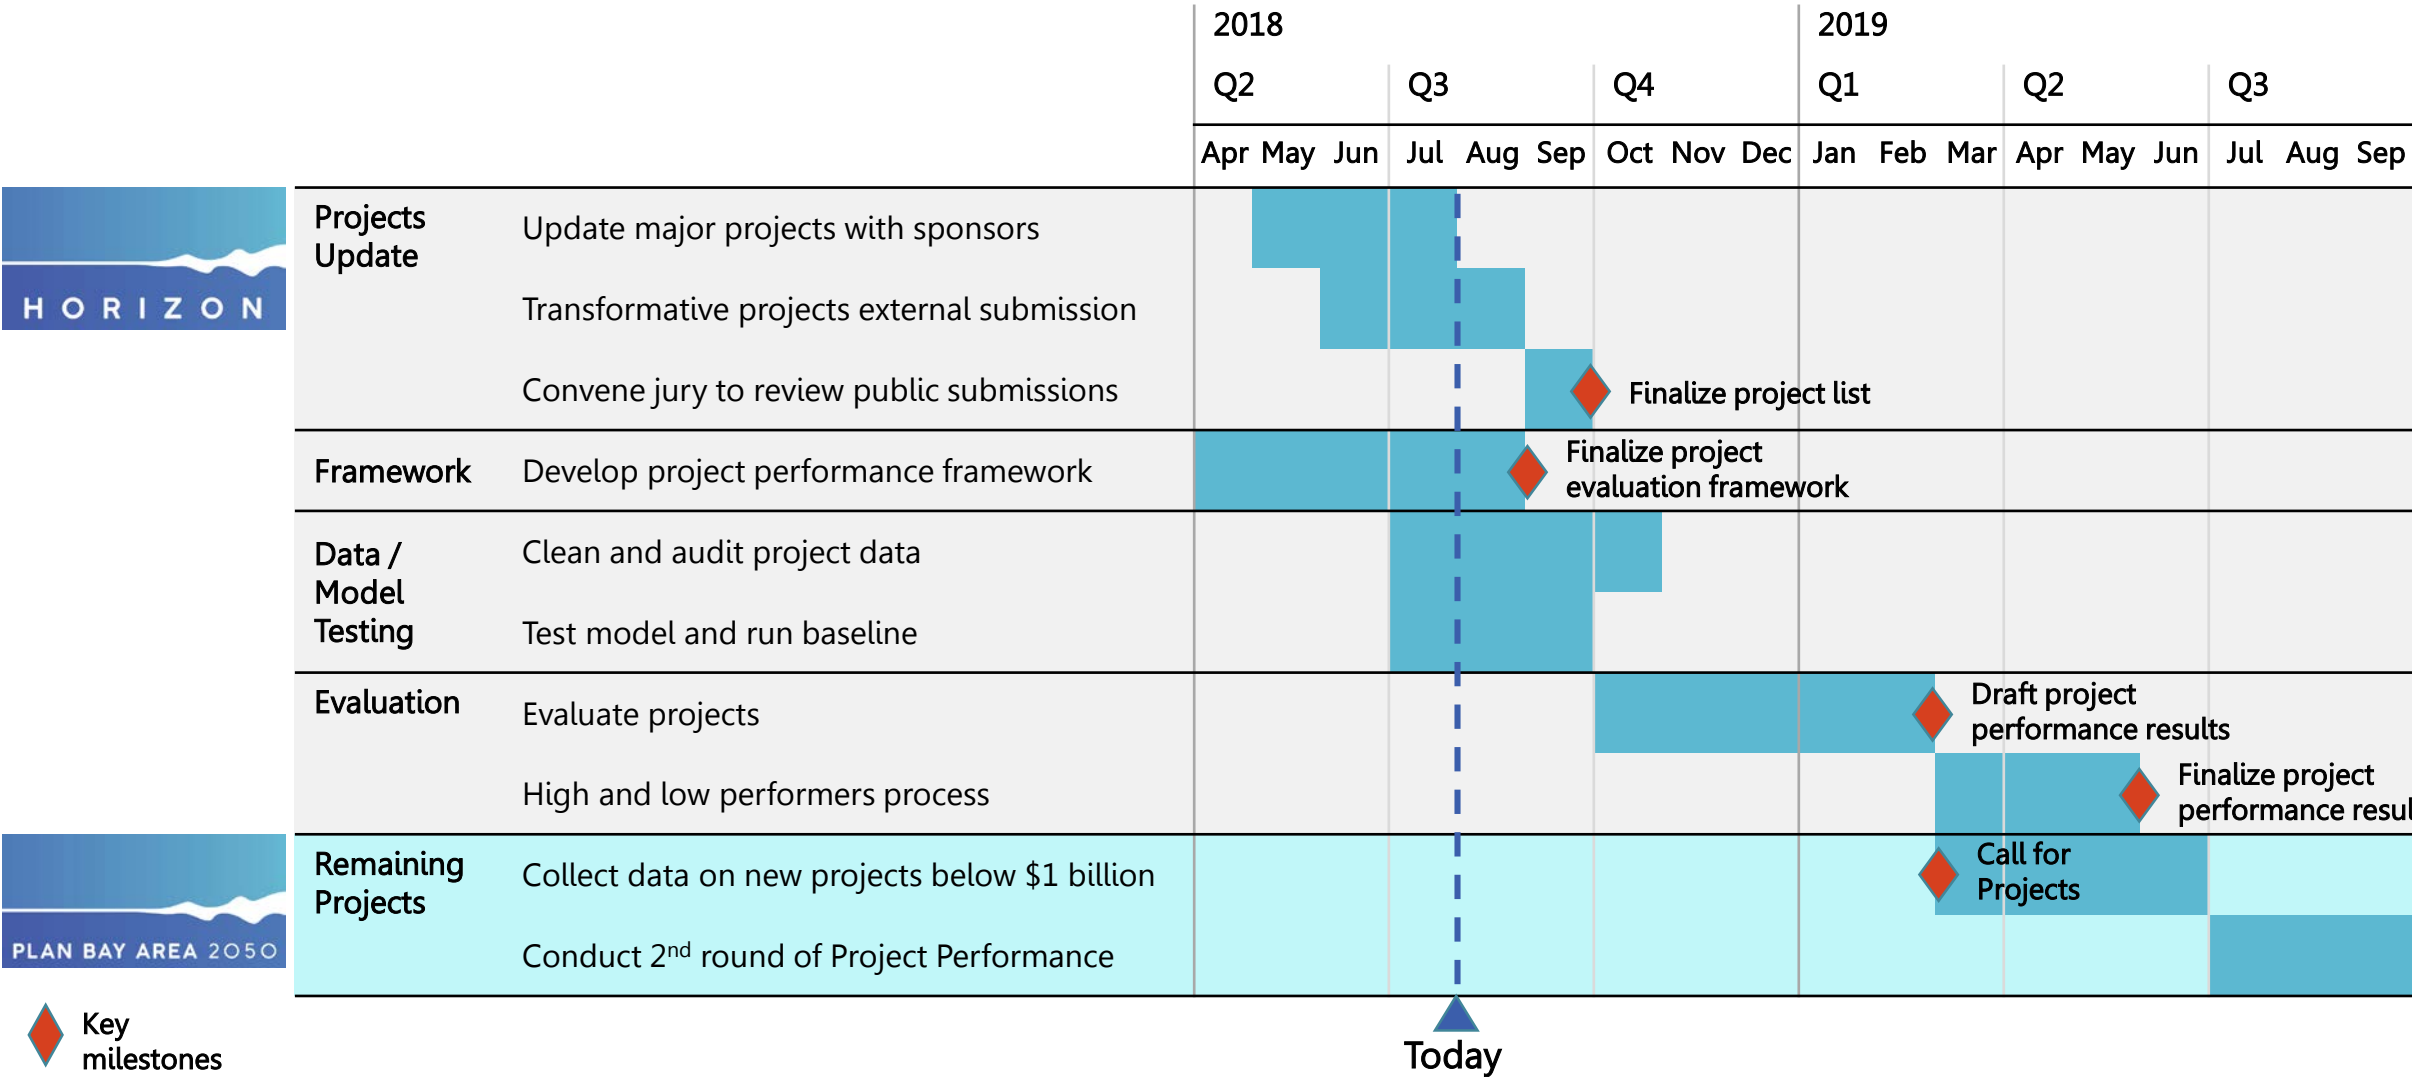 2018 2019
Q2 Q3 Q4 Q1 Q2 Q3
Apr May Jun Jul Aug Sep Oct Nov Dec Jan Feb Mar Apr May Jun Jul Aug Sep
HORIZON
Projects
Update
Update major projects with sponsors
Transformative projects external submission
Convene jury to review public submissions
Finalize project list
Framework
Develop project performance framework
Finalize project
evaluation framework
Data /
Model
Testing
Clean and audit project data
Test model and run baseline
Evaluation
Evaluate projects
Draft project
performance results
High and low performers process
Finalize project
performance resul
PLAN BAY AREA 2050
Remaining
Projects
Collect data on new projects below $1 billion
Call for
Projects
Conduct 2nd round of Project Performance
Key
milestones
Today